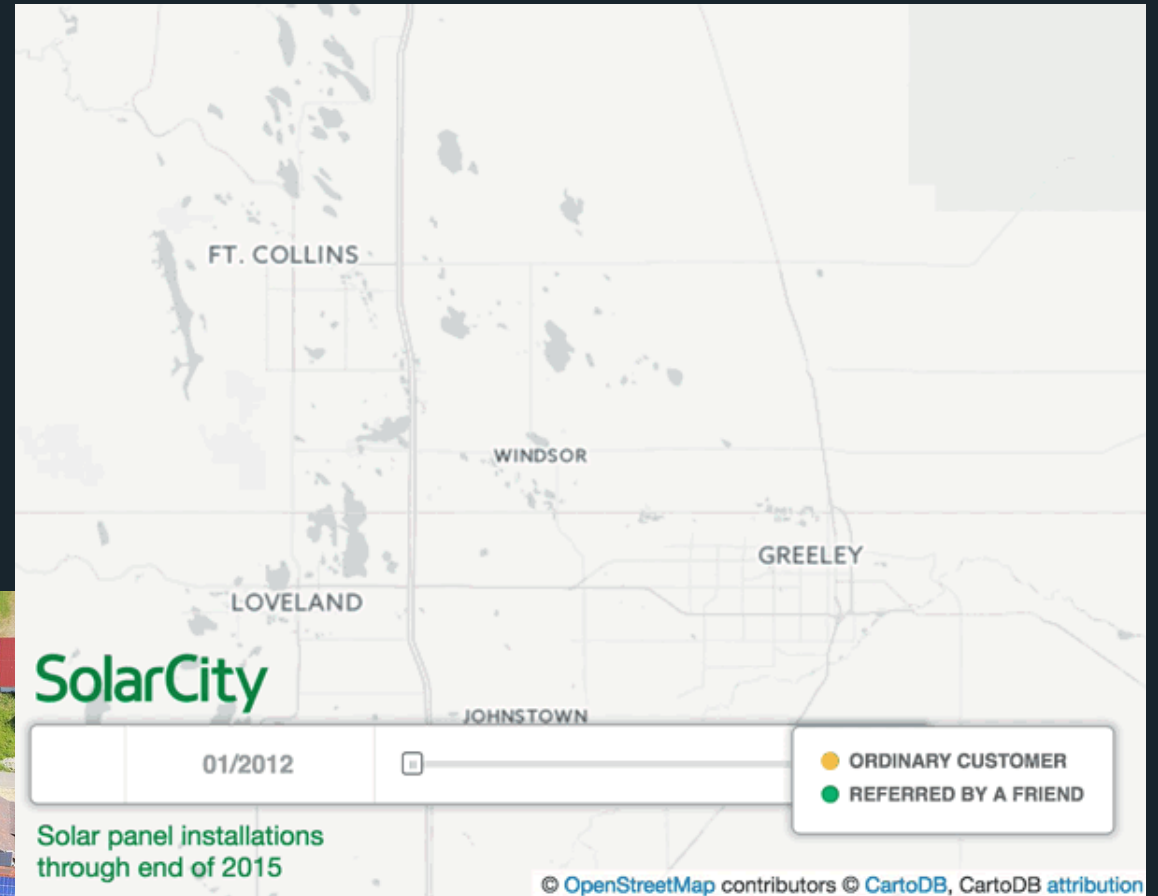 FT. COLLINS
WINDSOR
GREELEY
LOVELAND
SolarCity
JOHNSTOWN
01/2012
ORDINARY CUSTOMER
REFERRED BY A FRIEND
Solar panel installations
through end of 2015
© OpenStreetMap contributors © CartoDB, CartoDB attribution